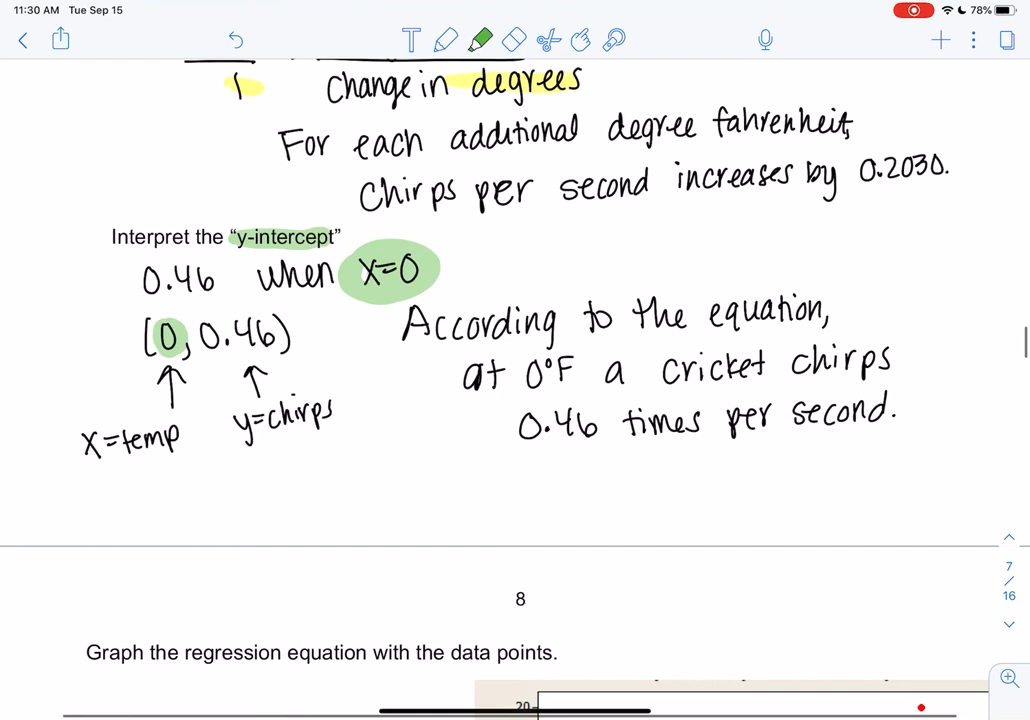 11:30 AM Tue Sep 15
78%
T
1 Change in degrees
For each additional degree fahrenheit,
Chirps per second increases by 0.2030.
Interpret the “y-intercept”
0.46 when x=0
(0, 0.46)
According to the equation,
at 0°F a cricket chirps
0.46 times per second.
x=temp
y=chirps
7
/
16
8
Graph the regression equation with the data points.
20